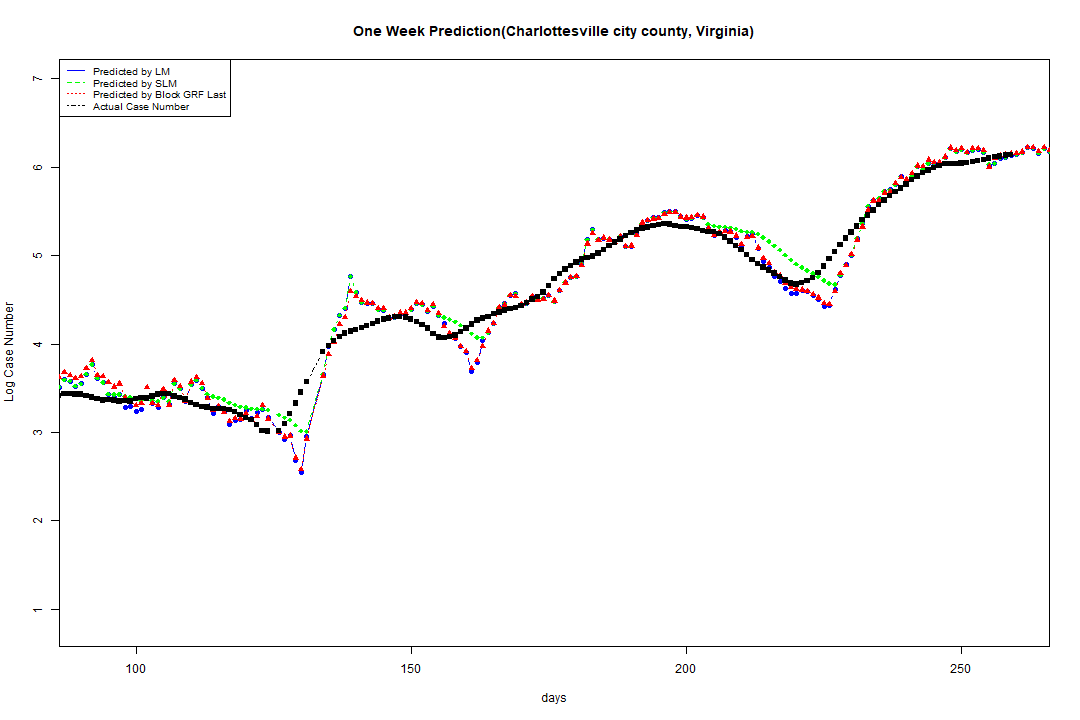 One Week Prediction(Charlottesville city county, Virginia)
Predicted by LM
Predicted by SLM
Predicted by Block GRF Last
Actual Case Number
7
6
5
4
3
2
1
Log Case Number
100 150 200 250
days